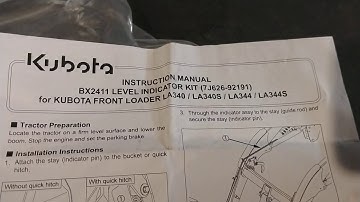 Kubota
INSTRUCTION MANUAL
BX2411 LEVEL INDICATOR KIT (7J626-92191)
for KUBOTA FRONT LOADER LA340 / LA340S / LA344 / LA344S
■ Tractor Preparation
Locate the tractor on a firm level surface and lower the
boom. Stop the engine and set the parking brake.
■ Installation Instructions
1. Attach the stay (indicator pin) to the bucket or quick
hitch.
Without quick
hitch
With quick
hitch
3. Through the indicator assy to the stay (guide rod) and
secure the stay (indicator pin).